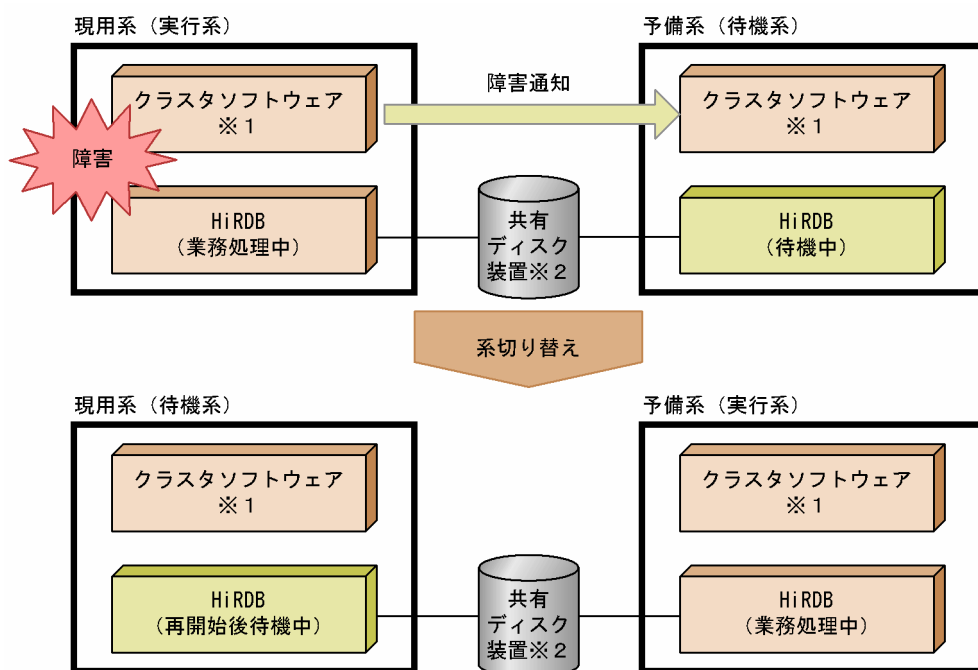 現用系（実行系）
予備系（待機系）
クラスタソフトウェア
※１
障害通知
クラスタソフトウェア
※１
障害
HiRDB
（業務処理中）
共有
ディスク
装置※２
HiRDB
（待機中）
系切り替え
現用系（待機系）
予備系（実行系）
クラスタソフトウェア
※１
クラスタソフトウェア
※１
HiRDB
（再開始後待機中）
共有
ディスク
装置※２
HiRDB
（業務処理中）